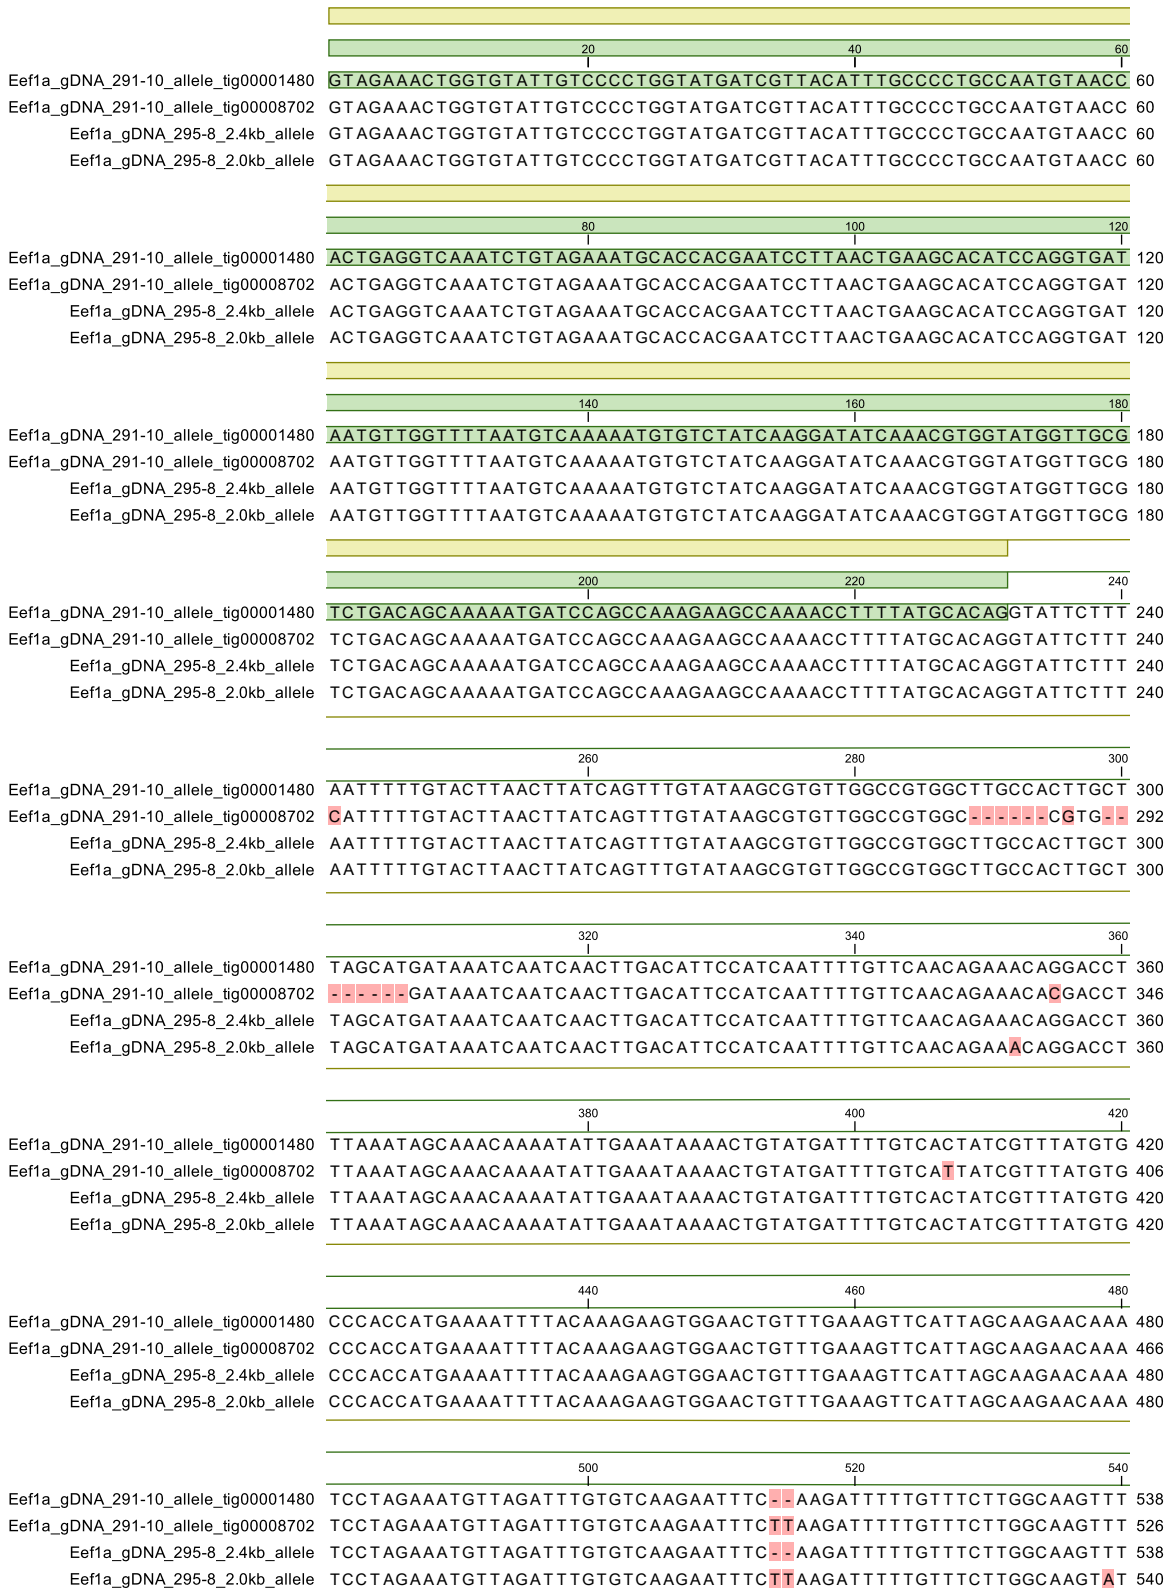 20 40 60
Eef1a_gDNA_291-10_allele_tig00001480 GTAGAAACTGGTGTATTGTCCCCTGGTATGATCGTTACATTTGCCCCTGCCAATGTAACC 60
Eef1a_gDNA_291-10_allele_tig00008702 GTAGAAACTGGTGTATTGTCCCCTGGTATGATCGTTACATTTGCCCCTGCCAATGTAACC 60
Eef1a_gDNA_295-8_2.4kb_allele GTAGAAACTGGTGTATTGTCCCCTGGTATGATCGTTACATTTGCCCCTGCCAATGTAACC 60
Eef1a_gDNA_295-8_2.0kb_allele GTAGAAACTGGTGTATTGTCCCCTGGTATGATCGTTACATTTGCCCCTGCCAATGTAACC 60
80 100 120
Eef1a_gDNA_291-10_allele_tig00001480 ACTGAGGTCAAATCTGTAGAAATGCACCACGAATCCTTAACTGAAGCACATCCAGGTGAT 120
Eef1a_gDNA_291-10_allele_tig00008702 ACTGAGGTCAAATCTGTAGAAATGCACCACGAATCCTTAACTGAAGCACATCCAGGTGAT 120
Eef1a_gDNA_295-8_2.4kb_allele ACTGAGGTCAAATCTGTAGAAATGCACCACGAATCCTTAACTGAAGCACATCCAGGTGAT 120
Eef1a_gDNA_295-8_2.0kb_allele ACTGAGGTCAAATCTGTAGAAATGCACCACGAATCCTTAACTGAAGCACATCCAGGTGAT 120
140 160 180
Eef1a_gDNA_291-10_allele_tig00001480 AATGTTGGTTTTAATGTCAAAAATGTGTCTATCAAGGATATCAAACGTGGTATGGTTGCG 180
Eef1a_gDNA_291-10_allele_tig00008702 AATGTTGGTTTTAATGTCAAAAATGTGTCTATCAAGGATATCAAACGTGGTATGGTTGCG 180
Eef1a_gDNA_295-8_2.4kb_allele AATGTTGGTTTTAATGTCAAAAATGTGTCTATCAAGGATATCAAACGTGGTATGGTTGCG 180
Eef1a_gDNA_295-8_2.0kb_allele AATGTTGGTTTTAATGTCAAAAATGTGTCTATCAAGGATATCAAACGTGGTATGGTTGCG 180
200 220 240
Eef1a_gDNA_291-10_allele_tig00001480 TCTGACAGCAAAAATGATCCAGCCAAAGAAGCCAAAACCTTTTATGCACAGGTATTCTTT 240
Eef1a_gDNA_291-10_allele_tig00008702 TCTGACAGCAAAAATGATCCAGCCAAAGAAGCCAAAACCTTTTATGCACAGGTATTCTTT 240
Eef1a_gDNA_295-8_2.4kb_allele TCTGACAGCAAAAATGATCCAGCCAAAGAAGCCAAAACCTTTTATGCACAGGTATTCTTT 240
Eef1a_gDNA_295-8_2.0kb_allele TCTGACAGCAAAAATGATCCAGCCAAAGAAGCCAAAACCTTTTATGCACAGGTATTCTTT 240
260 280 300
Eef1a_gDNA_291-10_allele_tig00001480 AATTTTTGTACTTAACTTATCAGTTTGTATAAGCGTGTTGGCCGTGGCTTGCCACTTGCT 300
Eef1a_gDNA_291-10_allele_tig00008702 CATTTTTGTACTTAACTTATCAGTTTGTATAAGCGTGTTGGCCGTGGC------CGTG-- 292
Eef1a_gDNA_295-8_2.4kb_allele AATTTTTGTACTTAACTTATCAGTTTGTATAAGCGTGTTGGCCGTGGCTTGCCACTTGCT 300
Eef1a_gDNA_295-8_2.0kb_allele AATTTTTGTACTTAACTTATCAGTTTGTATAAGCGTGTTGGCCGTGGCTTGCCACTTGCT 300
320 340 360
Eef1a_gDNA_291-10_allele_tig00001480 TAGCATGATAAATCAATCAACTTGACATTCCATCAATTTTGTTCAACAGAAACAGGACCT 360
Eef1a_gDNA_291-10_allele_tig00008702 ------GATAAATCAATCAACTTGACATTCCATCAATTTTGTTCAACAGAAACACGACCT 346
Eef1a_gDNA_295-8_2.4kb_allele TAGCATGATAAATCAATCAACTTGACATTCCATCAATTTTGTTCAACAGAAACAGGACCT 360
Eef1a_gDNA_295-8_2.0kb_allele TAGCATGATAAATCAATCAACTTGACATTCCATCAATTTTGTTCAACAGAAACAGGACCT 360
380 400 420
Eef1a_gDNA_291-10_allele_tig00001480 TTAAATAGCAAACAAAATATTGAAATAAAACTGTATGATTTTGTCACTATCGTTTATGTG 420
Eef1a_gDNA_291-10_allele_tig00008702 TTAAATAGCAAACAAAATATTGAAATAAAACTGTATGATTTTGTCATTATCGTTTATGTG 406
Eef1a_gDNA_295-8_2.4kb_allele TTAAATAGCAAACAAAATATTGAAATAAAACTGTATGATTTTGTCACTATCGTTTATGTG 420
Eef1a_gDNA_295-8_2.0kb_allele TTAAATAGCAAACAAAATATTGAAATAAAACTGTATGATTTTGTCACTATCGTTTATGTG 420
440 460 480
Eef1a_gDNA_291-10_allele_tig00001480 CCCACCATGAAAATTTTACAAAGAAGTGGAACTGTTTGAAAGTTCATTAGCAAGAACAAA 480
Eef1a_gDNA_291-10_allele_tig00008702 CCCACCATGAAAATTTTACAAAGAAGTGGAACTGTTTGAAAGTTCATTAGCAAGAACAAA 466
Eef1a_gDNA_295-8_2.4kb_allele CCCACCATGAAAATTTTACAAAGAAGTGGAACTGTTTGAAAGTTCATTAGCAAGAACAAA 480
Eef1a_gDNA_295-8_2.0kb_allele CCCACCATGAAAATTTTACAAAGAAGTGGAACTGTTTGAAAGTTCATTAGCAAGAACAAA 480
500 520 540
Eef1a_gDNA_291-10_allele_tig00001480 TCCTAGAAATGTTAGATTTGTGTCAAGAATTTC--AAGATTTTTGTTTCTTGGCAAGTTT 538
Eef1a_gDNA_291-10_allele_tig00008702 TCCTAGAAATGTTAGATTTGTGTCAAGAATTTCTTAAGATTTTTGTTTCTTGGCAAGTTT 526
Eef1a_gDNA_295-8_2.4kb_allele TCCTAGAAATGTTAGATTTGTGTCAAGAATTTC--AAGATTTTTGTTTCTTGGCAAGTTT 538
Eef1a_gDNA_295-8_2.0kb_allele TCCTAGAAATGTTAGATTTGTGTCAAGAATTTCTTAAGATTTTTGTTTCTTGGCAAGTAT 540